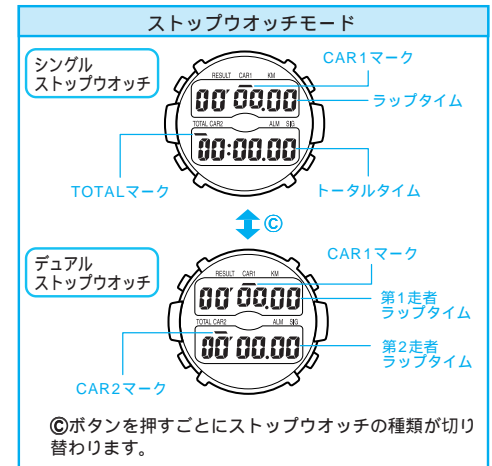 ストップウオッチモード
シングル
ストップウオッチ
CAR1マーク
RESULT CAR1 KM
00'00.00
ラップタイム
TOTAL CAR2 ALM SIG
00:00.00
TOTALマーク
トータルタイム
Ⓒ
デュアル
ストップウオッチ
CAR1マーク
RESULT CAR1 KM
00'00.00
第1走者
ラップタイム
TOTAL CAR2 ALM SIG
00'00.00
第2走者
ラップタイム
CAR2マーク
Ⓒボタンを押すごとにストップウオッチの種類が切り
替わります。